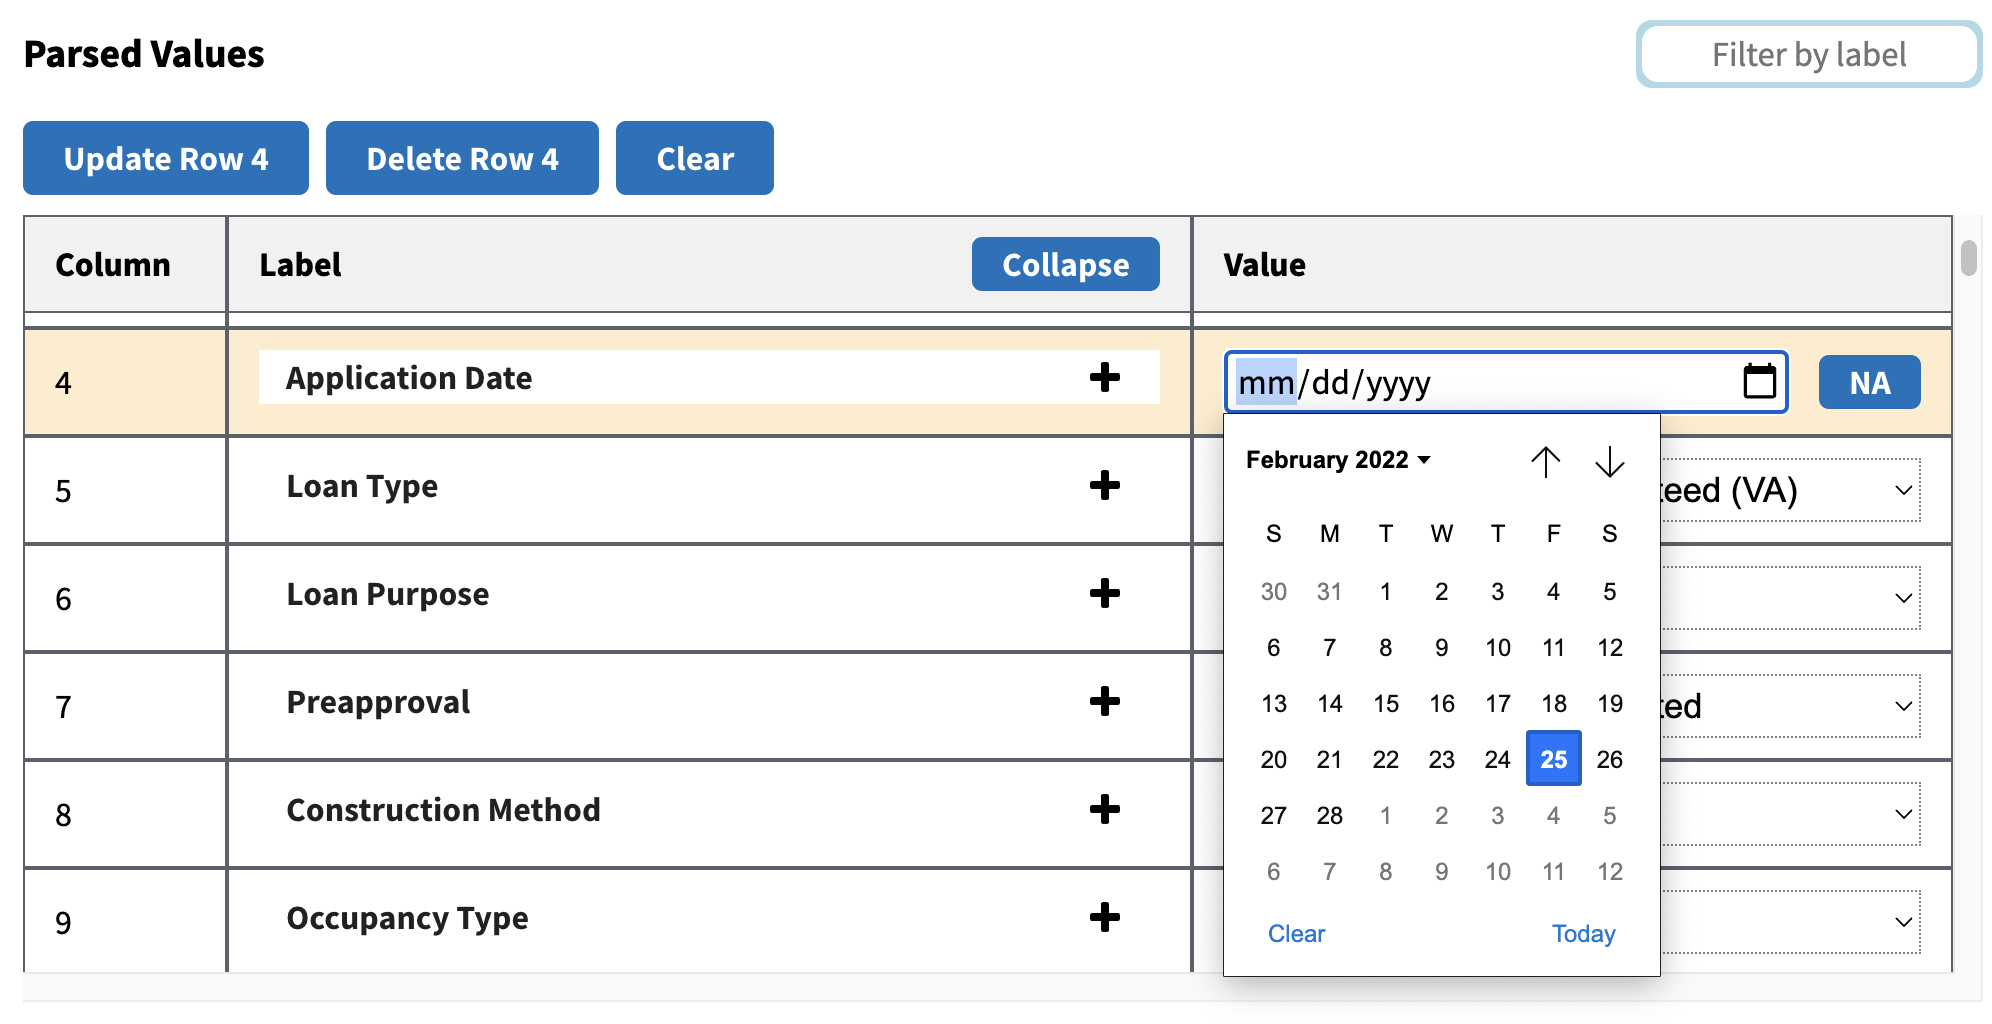 Parsed Values
Filter by label
Update Row 4 Delete Row 4 Clear
Column Label Collapse Value
4 Application Date mm/dd/yyyy NA
February 2022
5 Loan Type teed (VA)
S M T W T F S
30 31 1 2 3 4 5
6 Loan Purpose
6 7 8 9 10 11 12
7 Preapproval ted
13 14 15 16 17 18 19
20 21 22 23 24 25 26
8 Construction Method
27 28 1 2 3 4 5
6 7 8 9 10 11 12
9 Occupancy Type
Clear Today